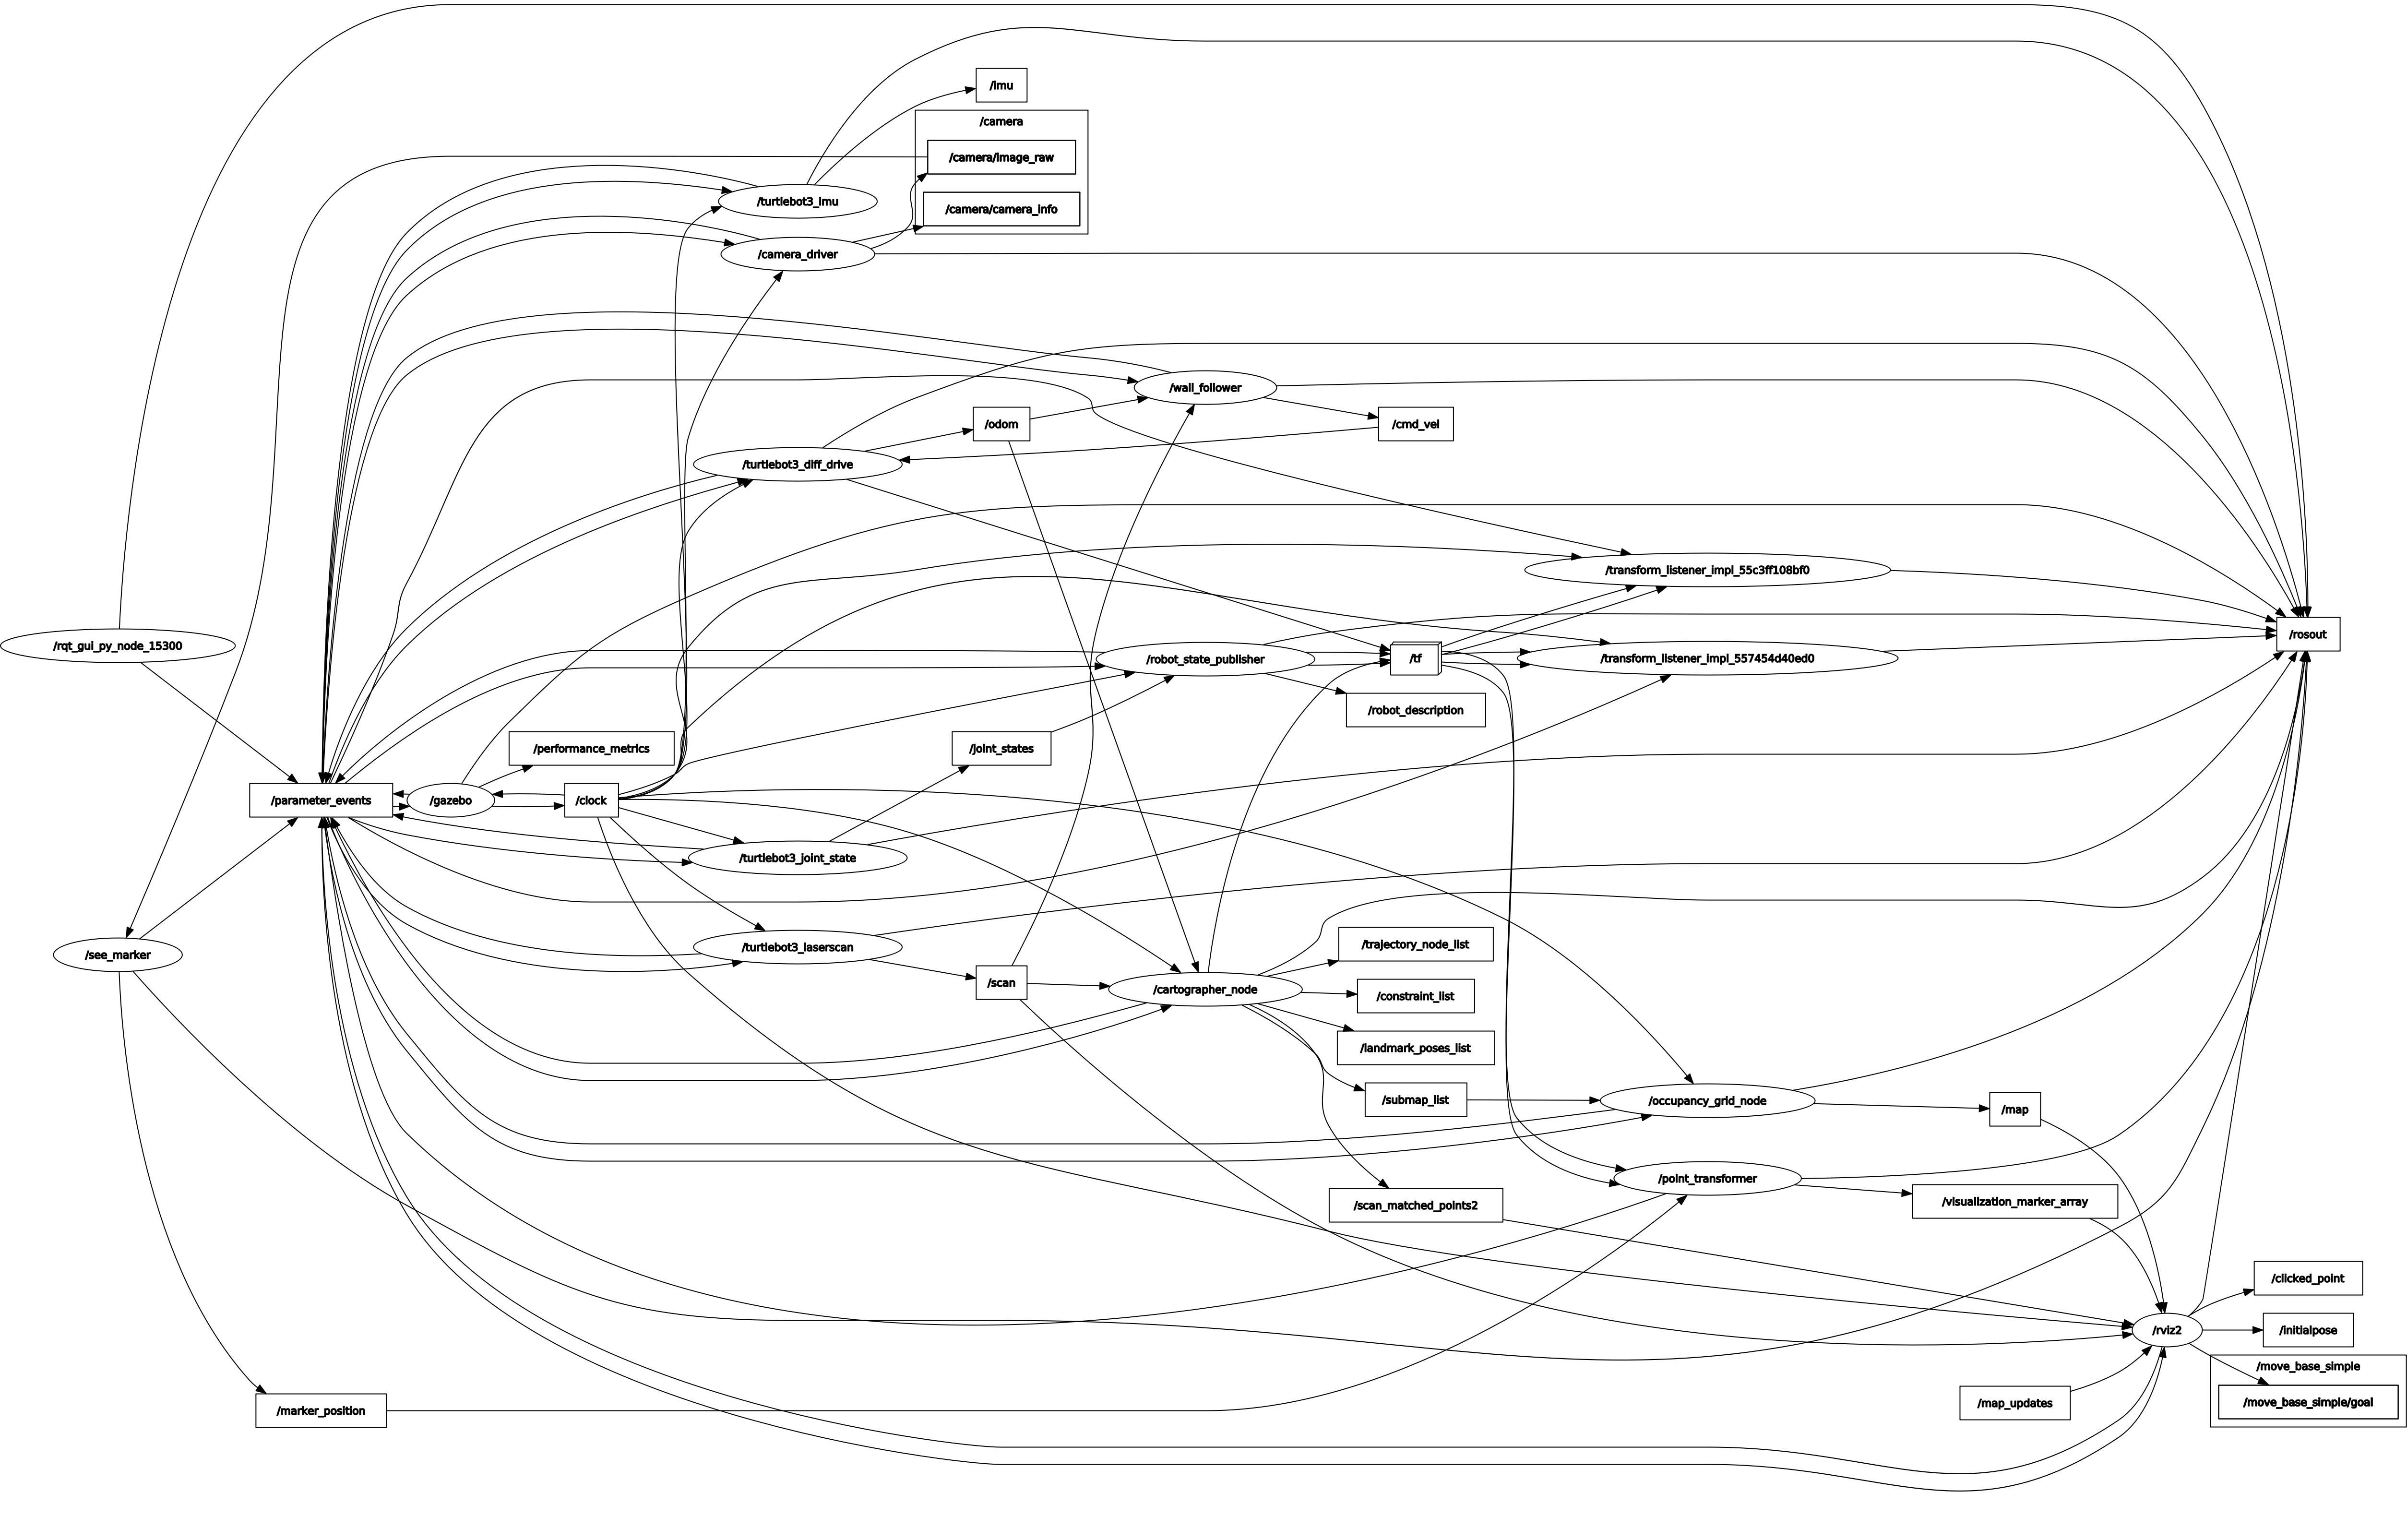 /imu
/camera
/camera/image_raw
/turtlebot3_imu
/camera/camera_info
/camera_driver
/wall_follower
/odom
/cmd_vel
/turtlebot3_diff_drive
/transform_listener_impl_55c3ff108bf0
/rosout
/rqt_gui_py_node_15300
/robot_state_publisher
/tf
/transform_listener_impl_557454d40ed0
/robot_description
/performance_metrics
/joint_states
/parameter_events
/gazebo
/clock
/turtlebot3_joint_state
/turtlebot3_laserscan
/trajectory_node_list
/see_marker
/scan
/cartographer_node
/constraint_list
/landmark_poses_list
/submap_list
/occupancy_grid_node
/map
/point_transformer
/scan_matched_points2
/visualization_marker_array
/clicked_point
/rviz2
/initialpose
/move_base_simple
/map_updates
/move_base_simple/goal
/marker_position